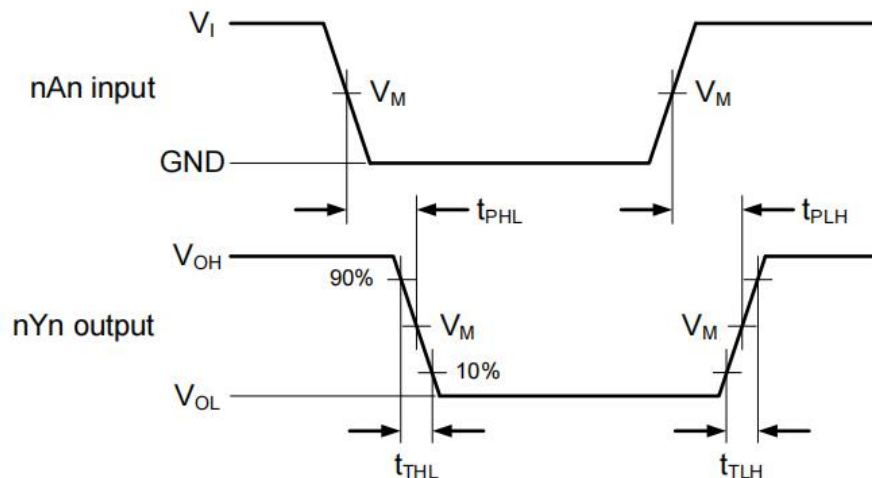 V_I
nAn input
V_M
V_M
GND
t_PHL
t_PLH
V_OH
90%
nYn output
V_M
V_M
10%
V_OL
t_THL
t_TLH